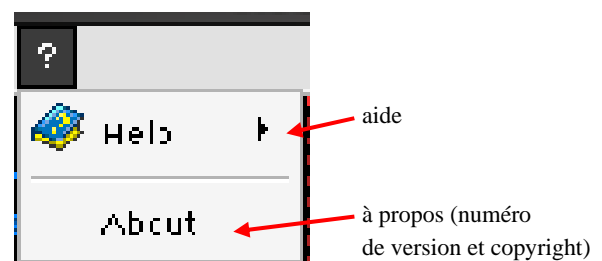 ?
Help
aide
About
à propos (numéro
de version et copyright)